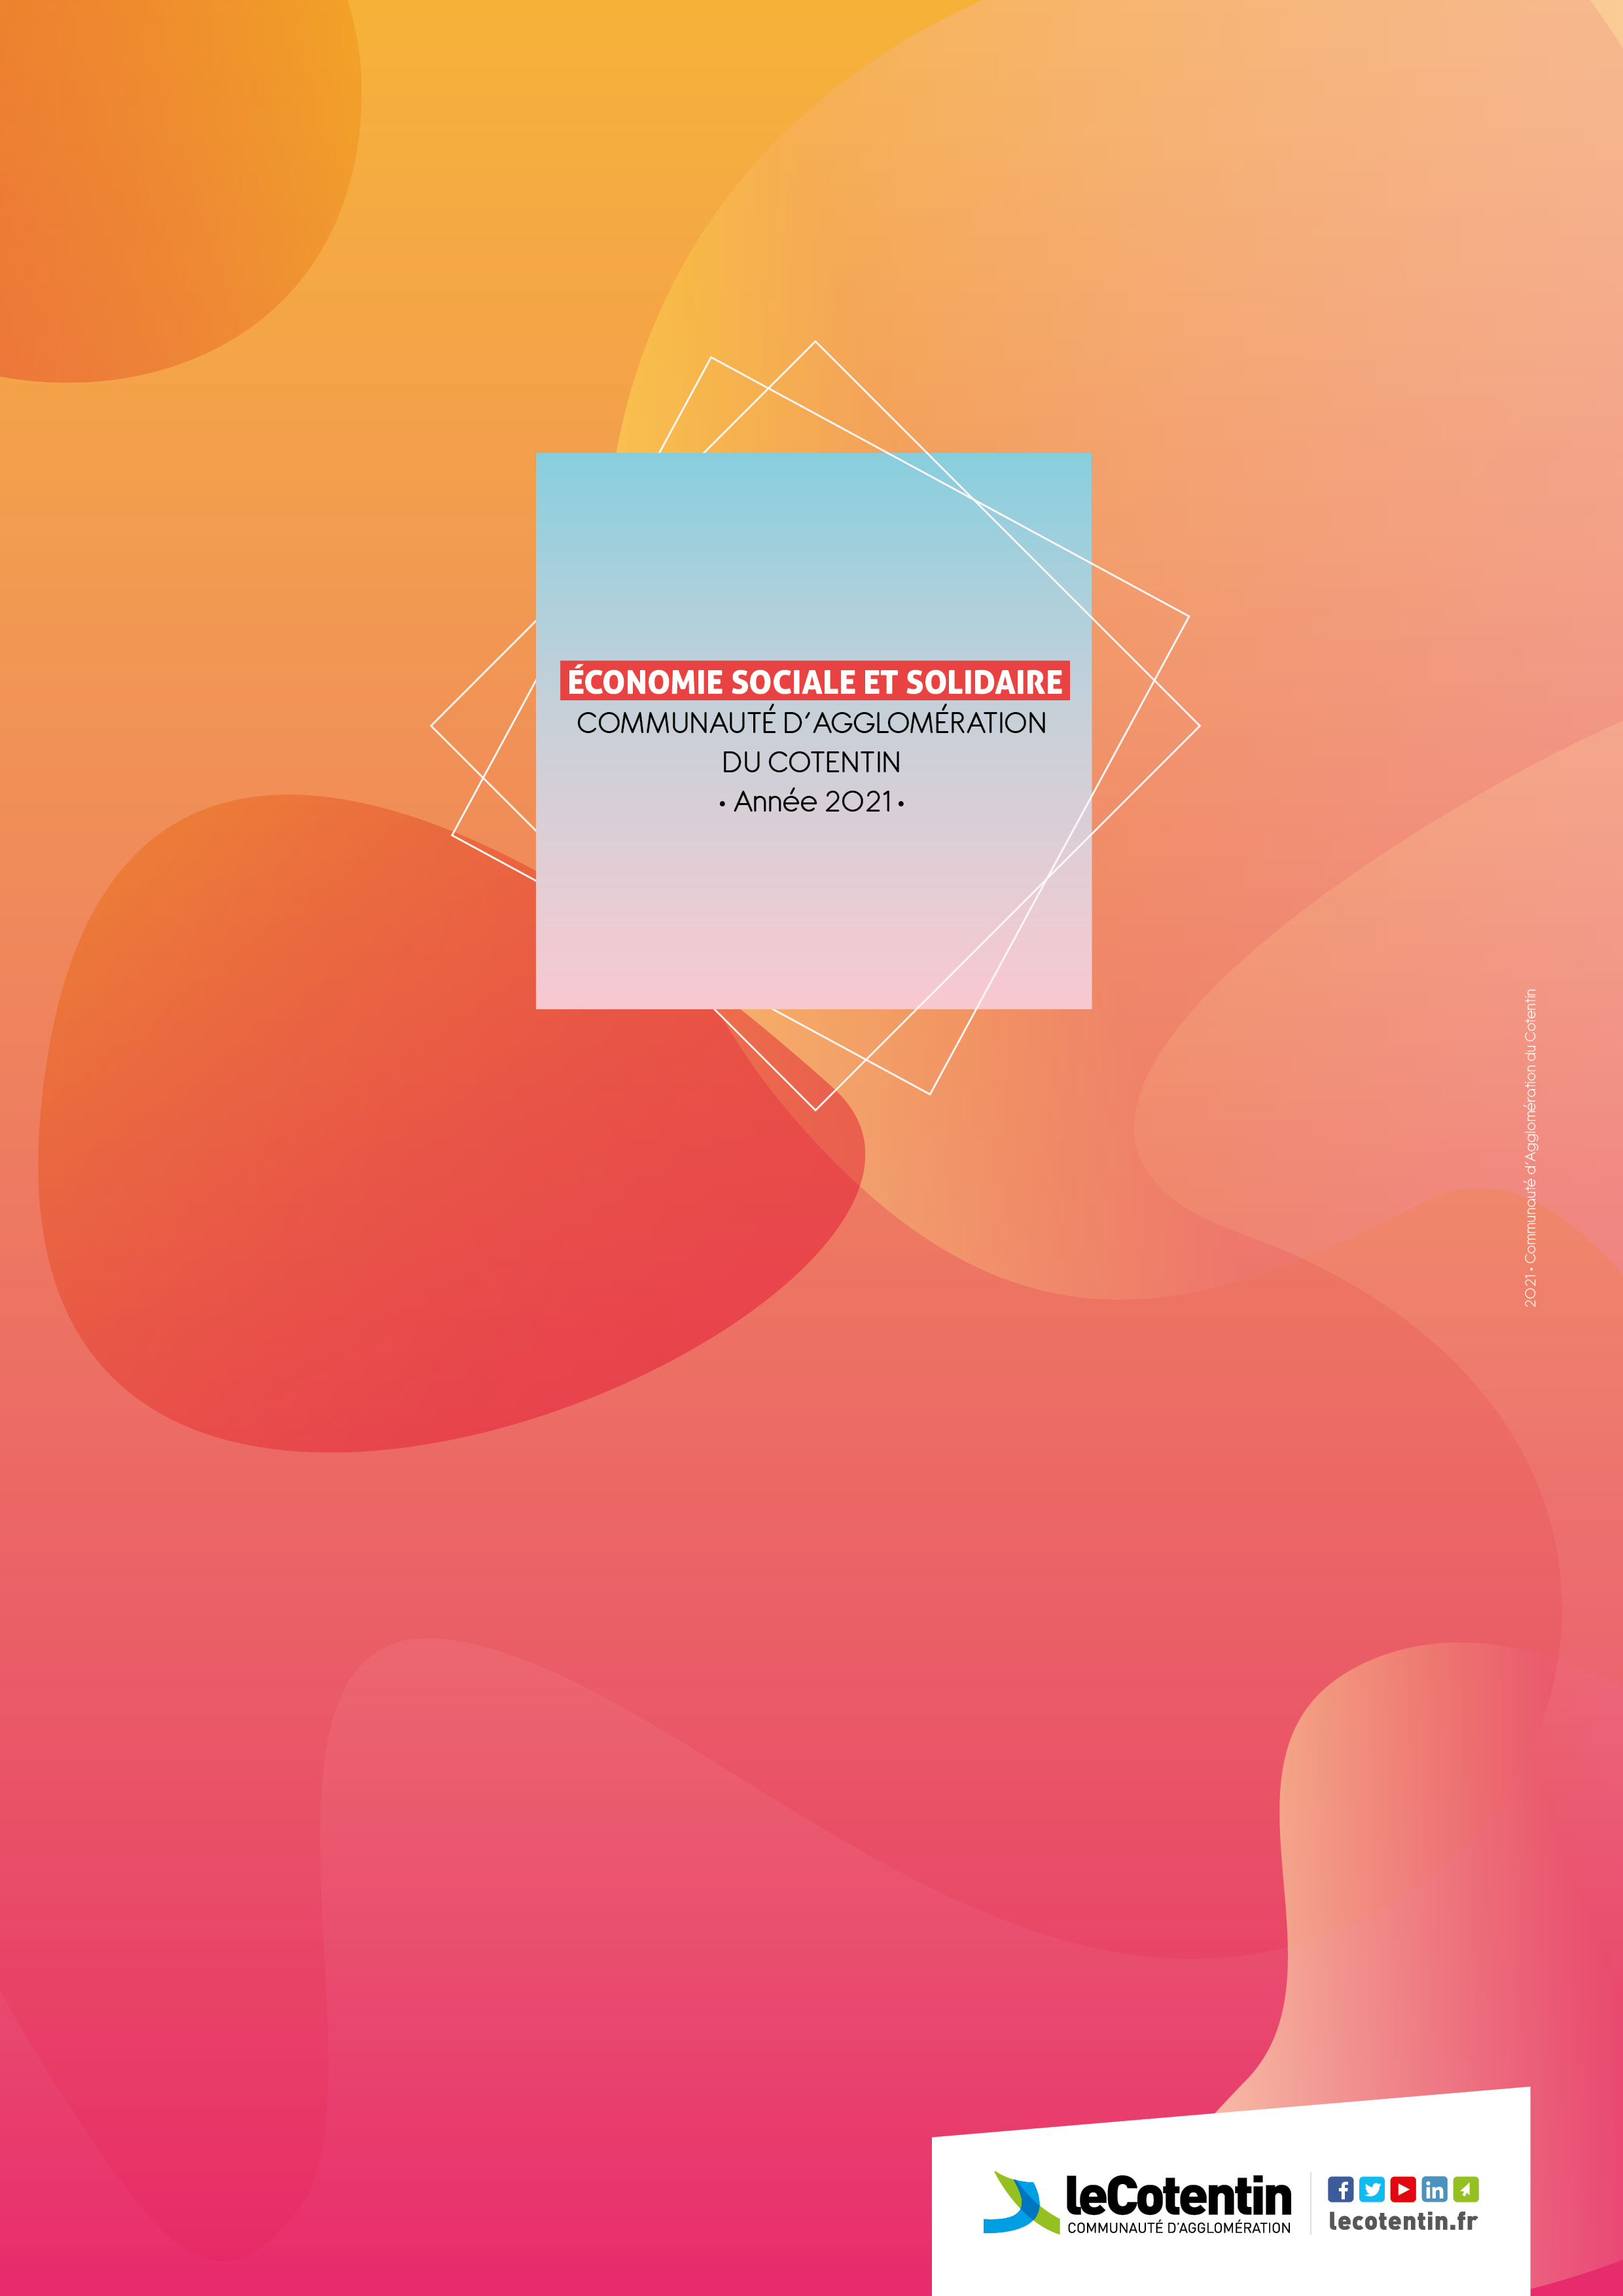 ÉCONOMIE SOCIALE ET SOLIDAIRE
COMMUNAUTÉ D'AGGLOMÉRATION
DU COTENTIN
• Année 2021 •
2021 • Communauté d'Agglomération du Cotentin
leCotentin
COMMUNAUTÉ D'AGGLOMÉRATION
lecotentin.fr